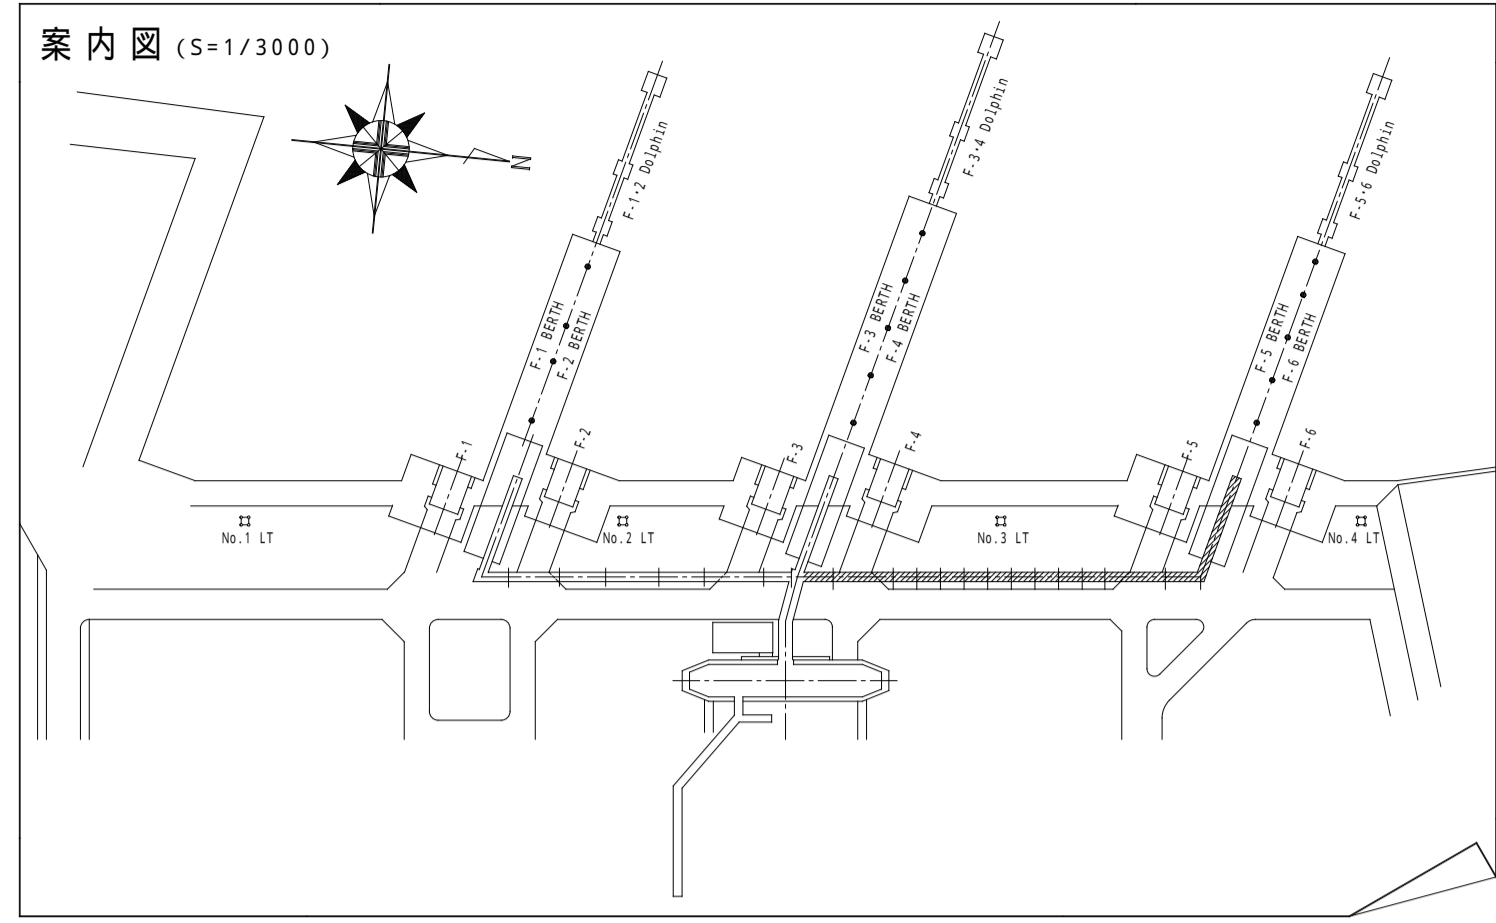 案内図 (S=1/3000)
N
F-1・2 Dolphin
F-3・4 Dolphin
F-5・6 Dolphin
F-1 BERTH
F-2 BERTH
F-3 BERTH
F-4 BERTH
F-5 BERTH
F-6 BERTH
F-1
F-2
F-3
F-4
F-5
F-6
No.1 LT
No.2 LT
No.3 LT
No.4 LT